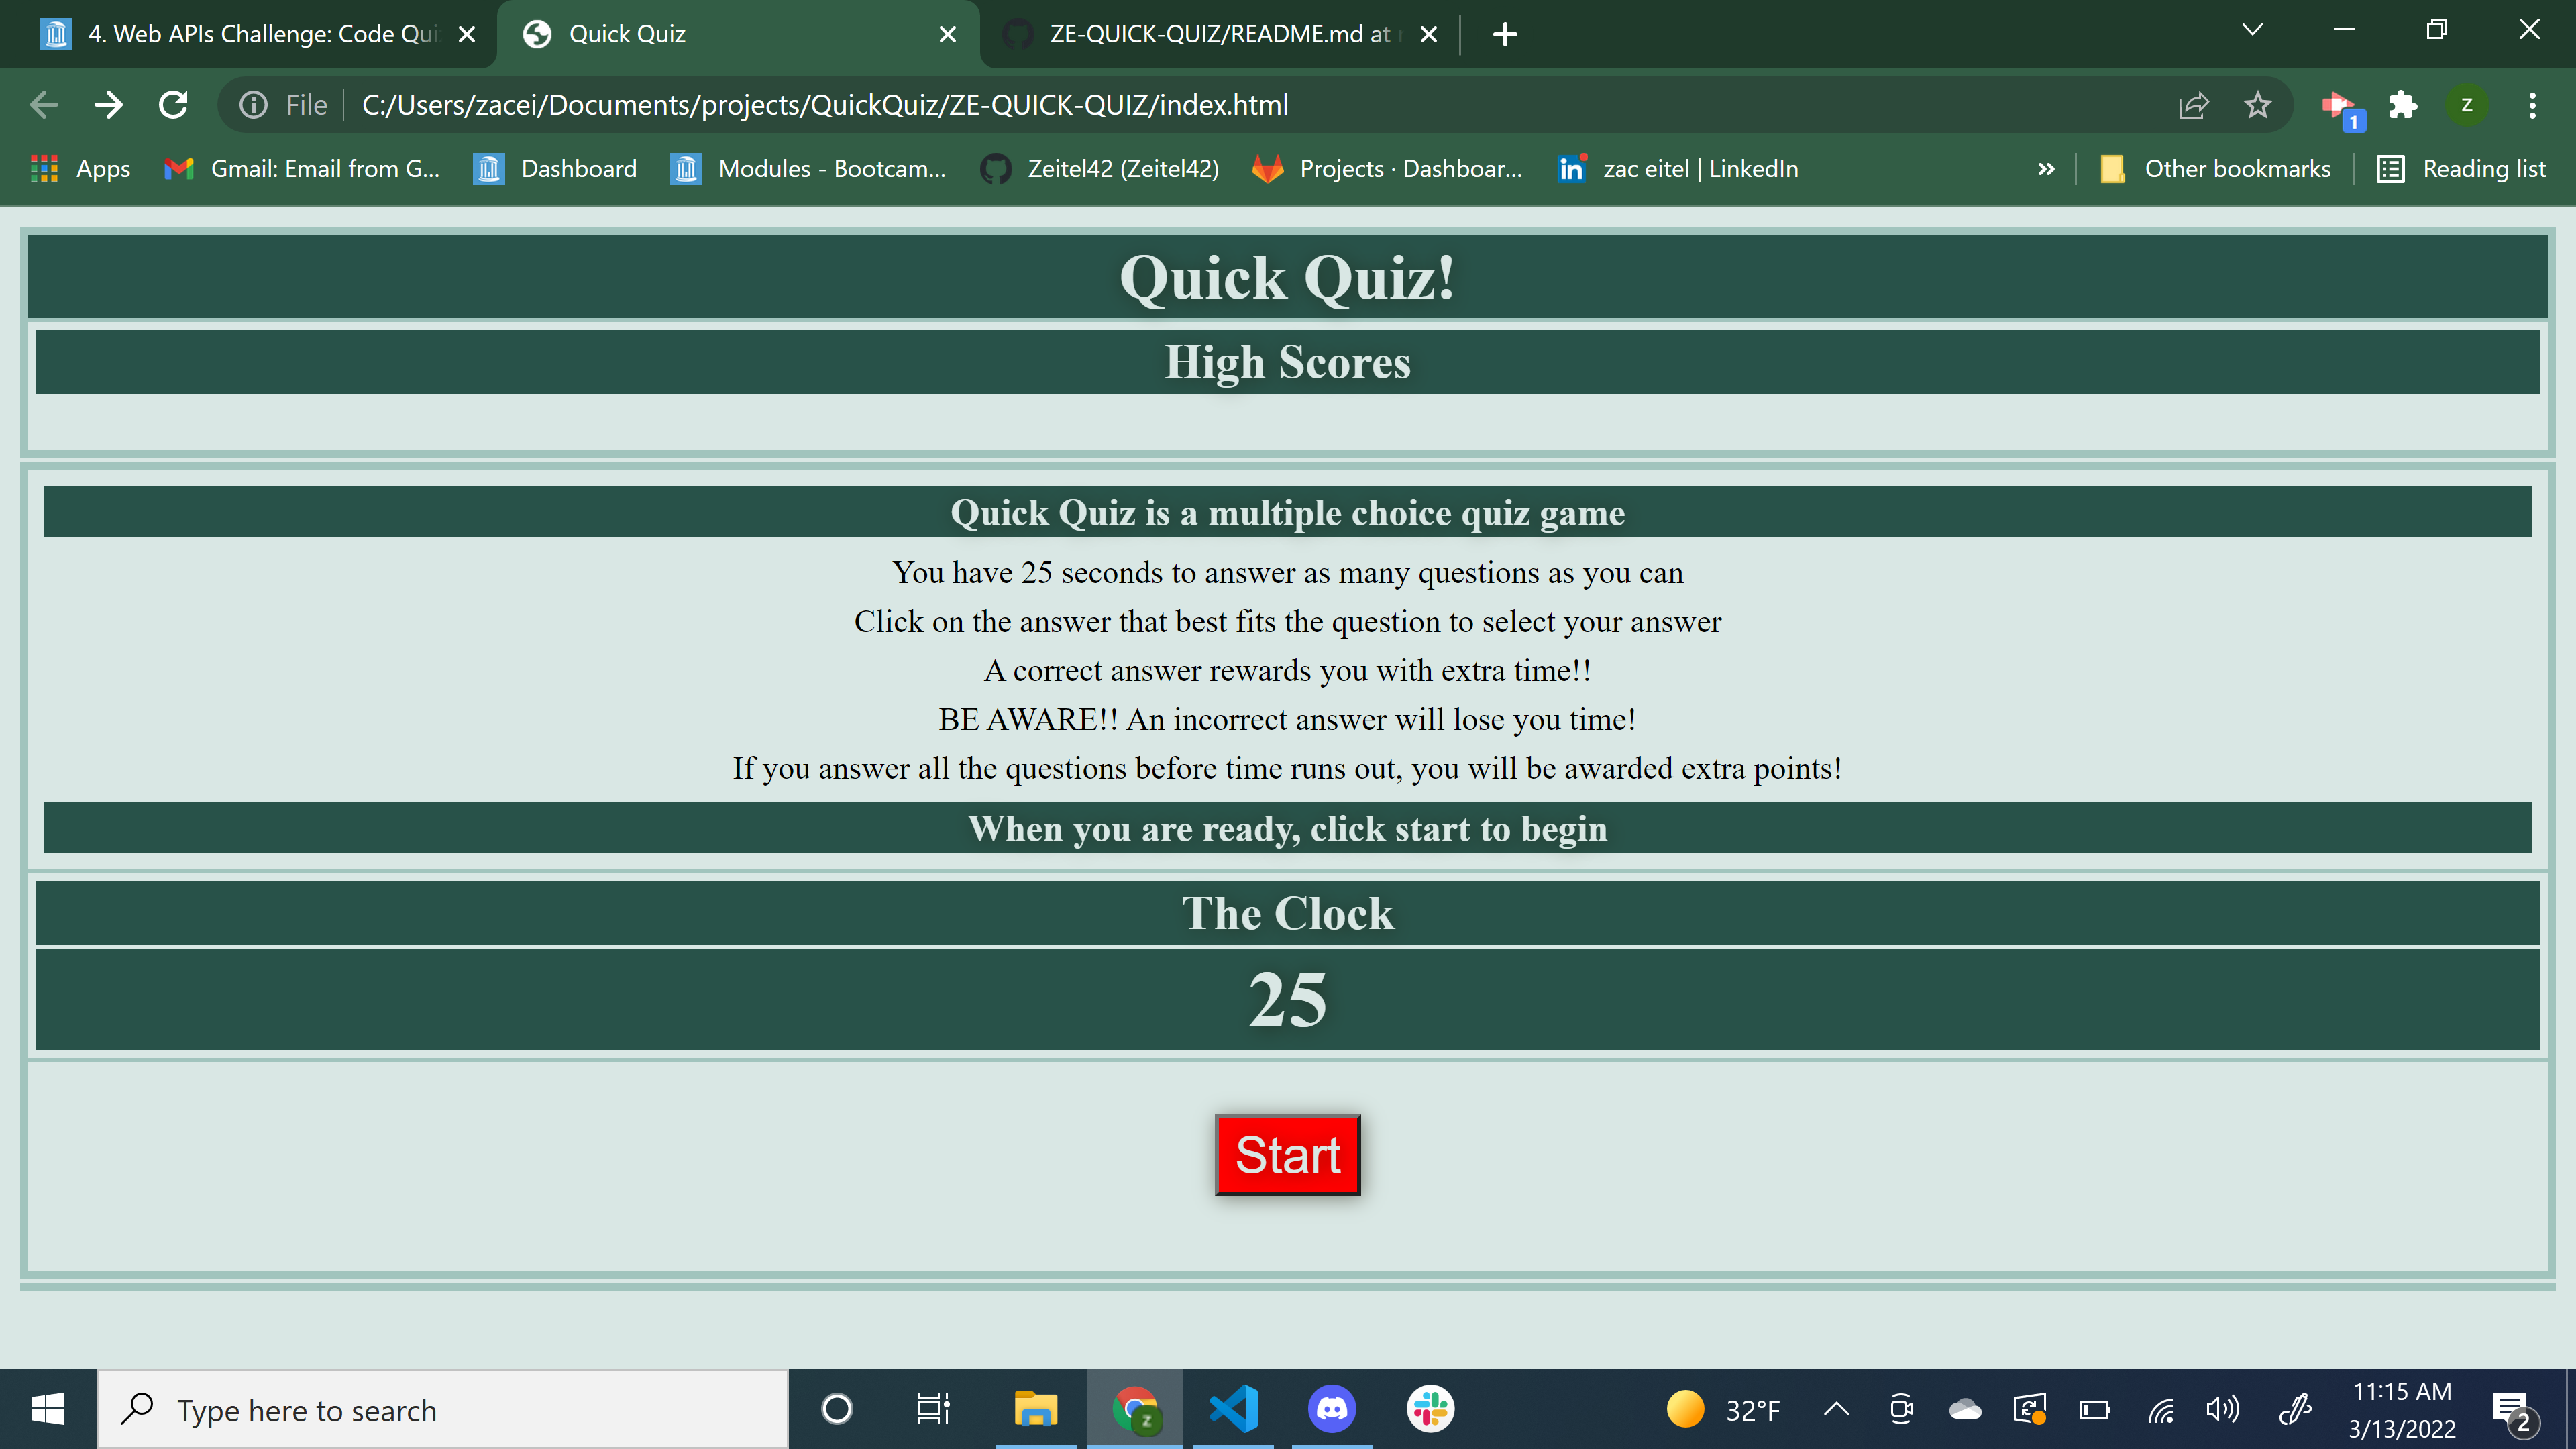 4. Web APIs Challenge: Code Qui
Quick Quiz
ZE-QUICK-QUIZ/README.md at
File
C:/Users/zacei/Documents/projects/QuickQuiz/ZE-QUICK-QUIZ/index.html
1
z
Apps
Gmail: Email from G...
Dashboard
Modules - Bootcam...
Zeitel42 (Zeitel42)
Projects · Dashboar...
in
zac eitel | LinkedIn
»
Other bookmarks
Reading list
Quick Quiz!
High Scores
Quick Quiz is a multiple choice quiz game
You have 25 seconds to answer as many questions as you can
Click on the answer that best fits the question to select your answer
A correct answer rewards you with extra time!!
BE AWARE!! An incorrect answer will lose you time!
If you answer all the questions before time runs out, you will be awarded extra points!
When you are ready, click start to begin
The Clock
25
Start
Type here to search
z
32°F
11:15 AM
3/13/2022
2